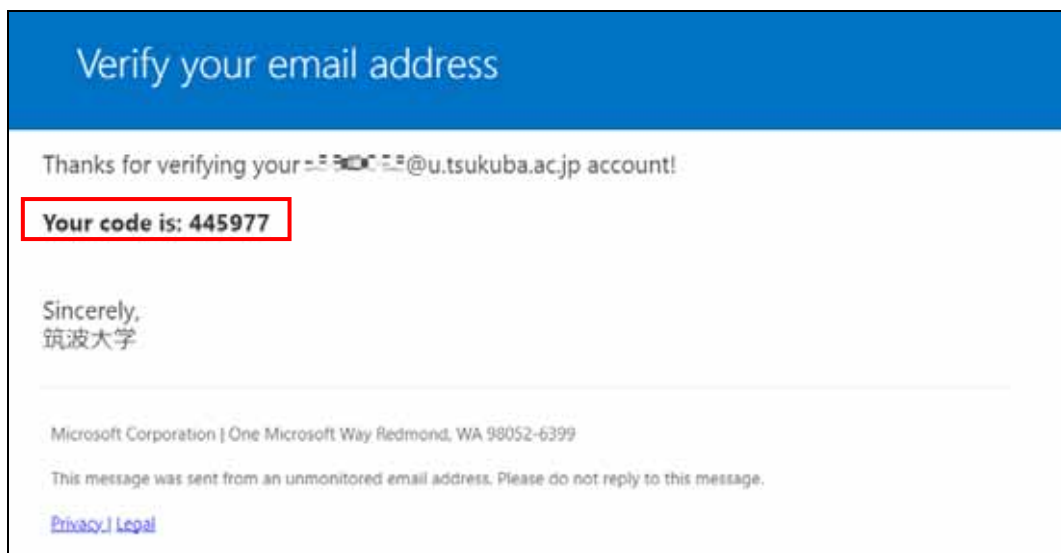 Verify your email address
Thanks for verifying your @u.tsukuba.ac.jp account!
Your code is: 445977
Sincerely,
筑波大学
Microsoft Corporation | One Microsoft Way Redmond, WA 98052-6399
This message was sent from an unmonitored email address. Please do not reply to this message.
Privacy | Legal